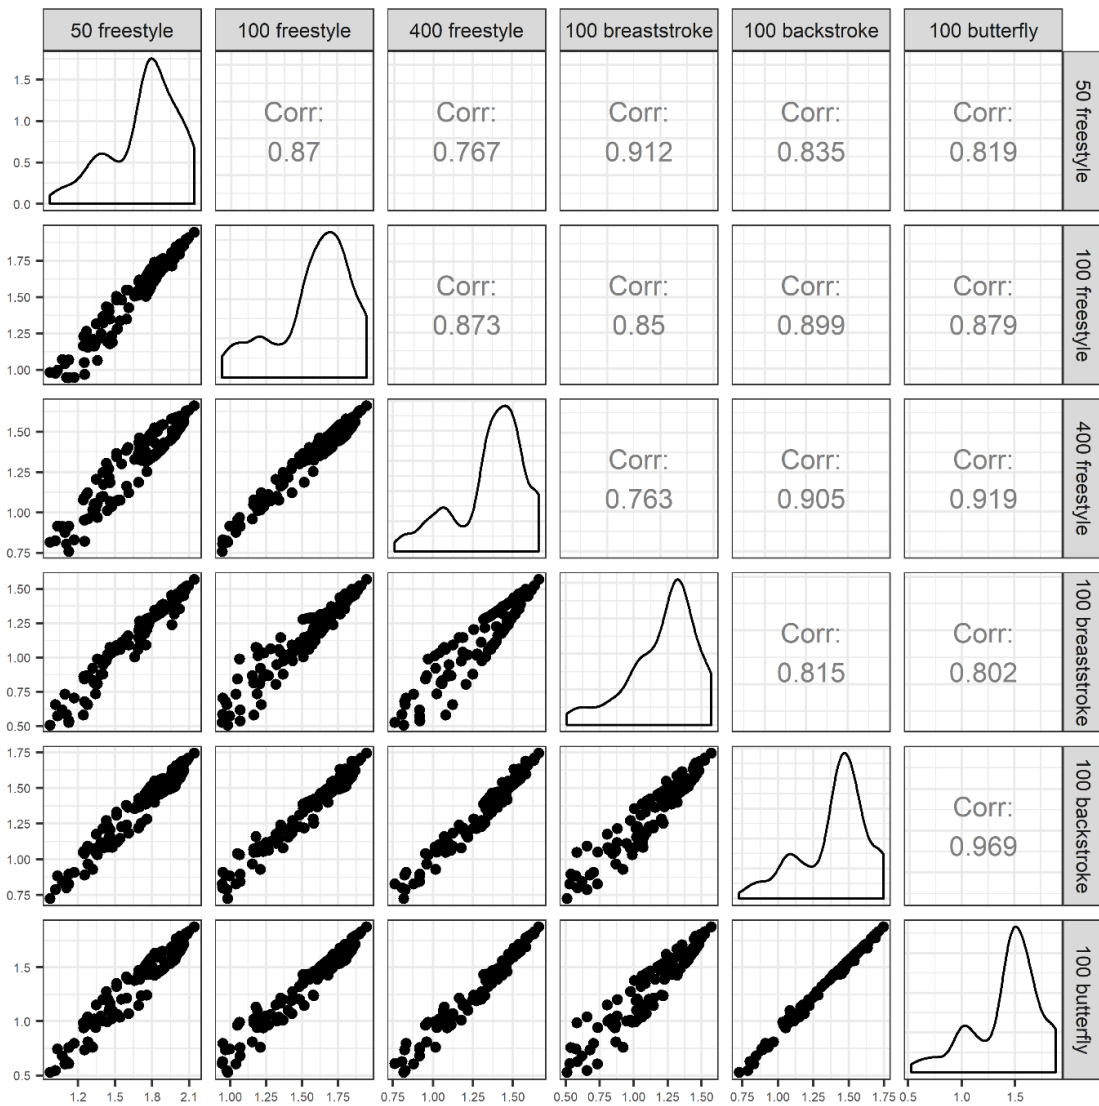 50 freestyle
100 freestyle
400 freestyle
100 breaststroke
100 backstroke
100 butterfly
1.5
1.0
0.5
0.0
Corr:
0.87
Corr:
0.767
Corr:
0.912
Corr:
0.835
Corr:
0.819
50 freestyle
1.75
1.50
1.25
1.00
Corr:
0.873
Corr:
0.85
Corr:
0.899
Corr:
0.879
100 freestyle
1.50
1.25
1.00
0.75
Corr:
0.763
Corr:
0.905
Corr:
0.919
400 freestyle
1.50
1.25
1.00
0.75
0.50
Corr:
0.815
Corr:
0.802
100 breaststroke
1.75
1.50
1.25
1.00
0.75
Corr:
0.969
100 backstroke
1.5
1.0
0.5
100 butterfly
1.2 1.5 1.8 2.1
1.00 1.25 1.50 1.75
0.75 1.00 1.25 1.50
0.50 0.75 1.00 1.25 1.50
0.75 1.00 1.25 1.50 1.75
0.5 1.0 1.5